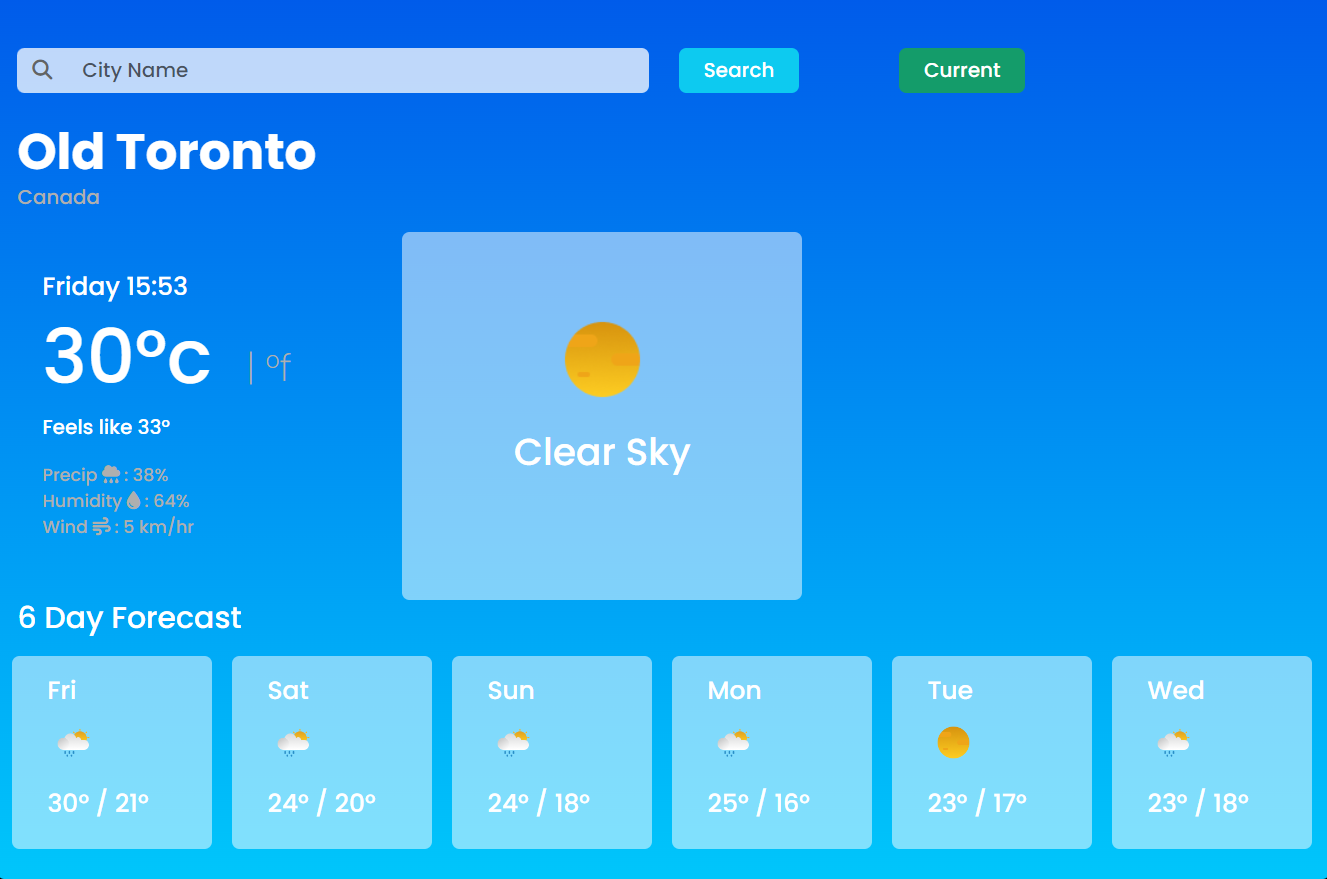 City Name
Search
Current
Old Toronto
Canada
Friday 15:53
30°c | °f
Feels like 33°
Precip : 38%
Humidity : 64%
Wind : 5 km/hr
Clear Sky
6 Day Forecast
Fri
30° / 21°
Sat
24° / 20°
Sun
24° / 18°
Mon
25° / 16°
Tue
23° / 17°
Wed
23° / 18°